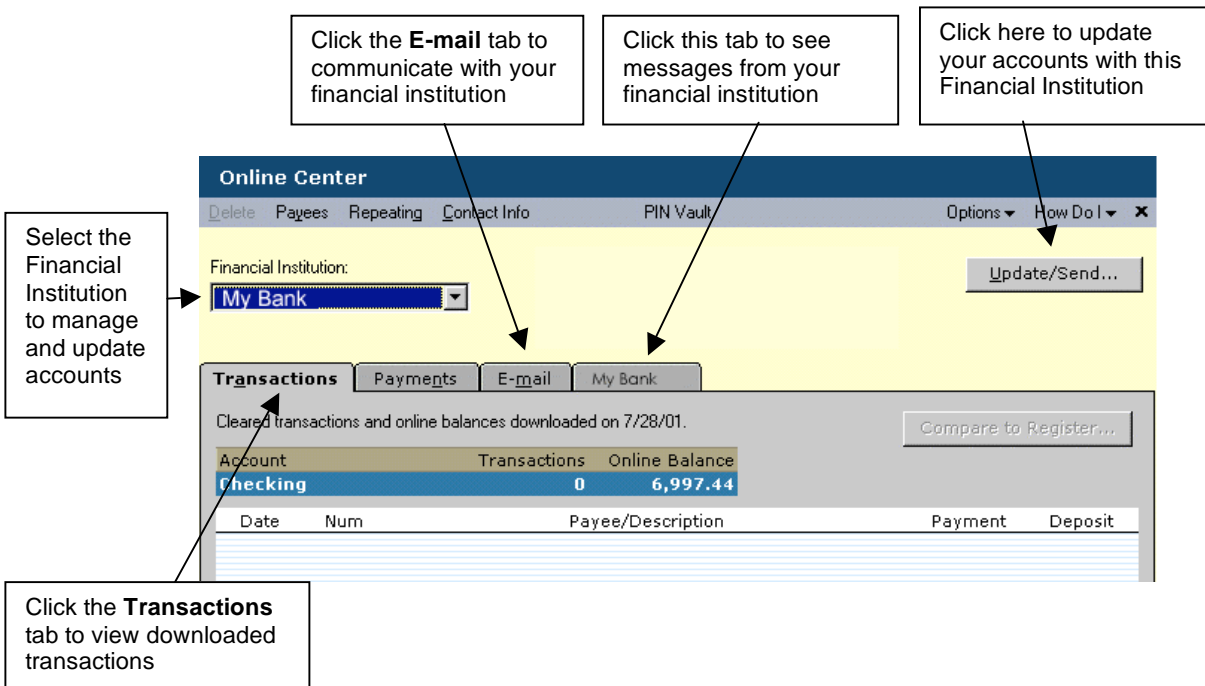 Click the E-mail tab to
communicate with your
financial institution
Click this tab to see
messages from your
financial institution
Click here to update
your accounts with this
Financial Institution
Online Center
Delete Payees Repeating Contact Info PIN Vault Options How Do I
Select the
Financial
Institution
to manage
and update
accounts
Financial Institution:
My Bank
Update/Send...
Transactions Payments E-mail My Bank
Cleared transactions and online balances downloaded on 7/28/01.
Compare to Register...
Account Transactions Online Balance
Checking 0 6,997.44
Date Num Payee/Description Payment Deposit
Click the Transactions
tab to view downloaded
transactions